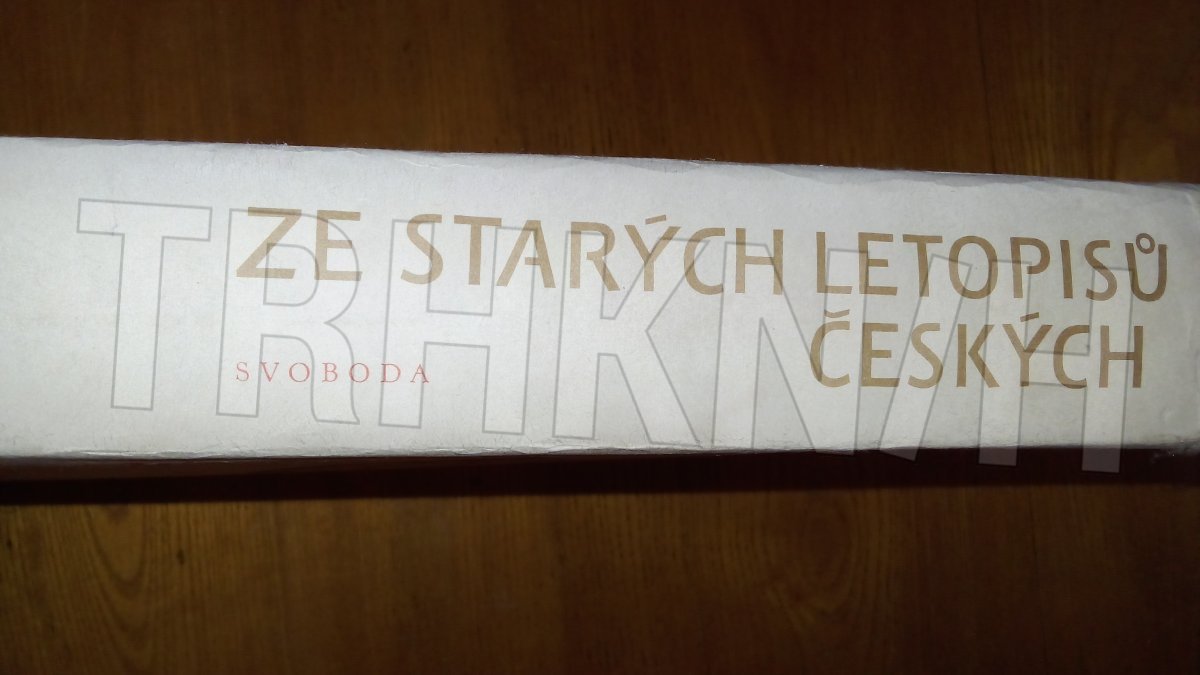 ZE STARÝCH LETOPISŮ
ČESKÝCH
SVOBODA
TRHKNIH